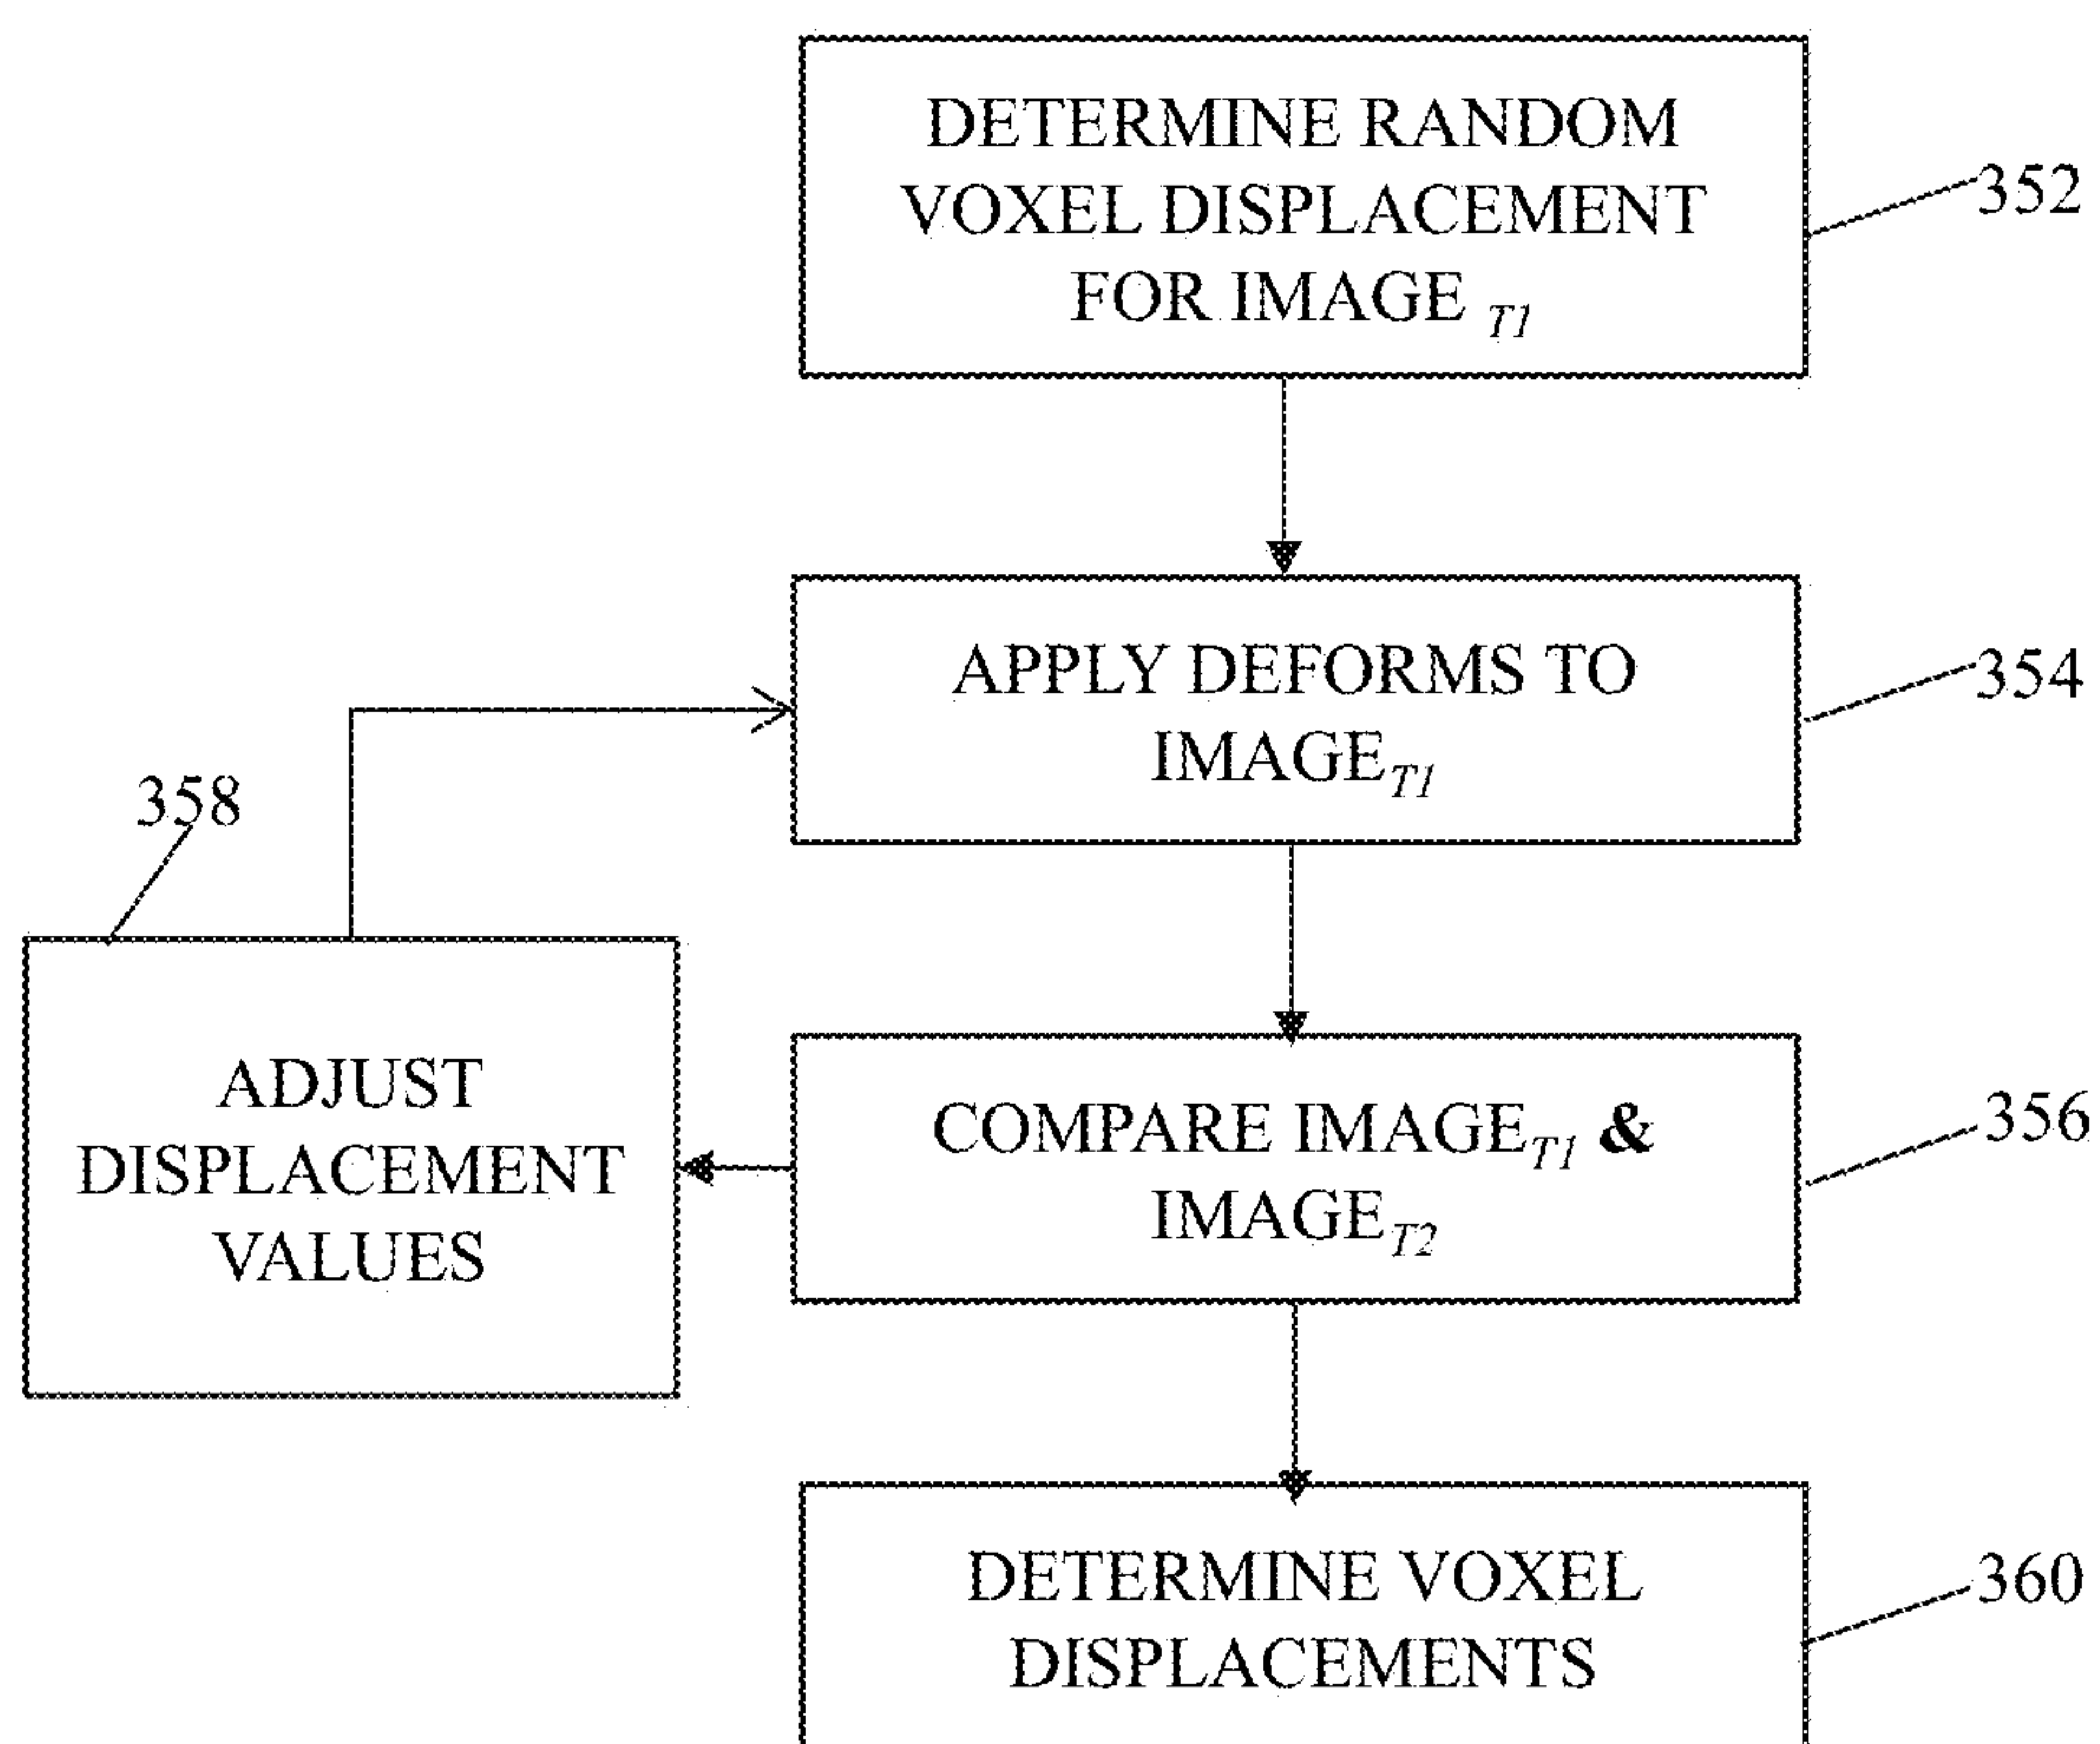 DETERMINE RANDOM
VOXEL DISPLACEMENT
FOR IMAGE T1
352
APPLY DEFORMS TO
IMAGET1
354
358
ADJUST
DISPLACEMENT
VALUES
COMPARE IMAGET1 &
IMAGET2
356
DETERMINE VOXEL
DISPLACEMENTS
360